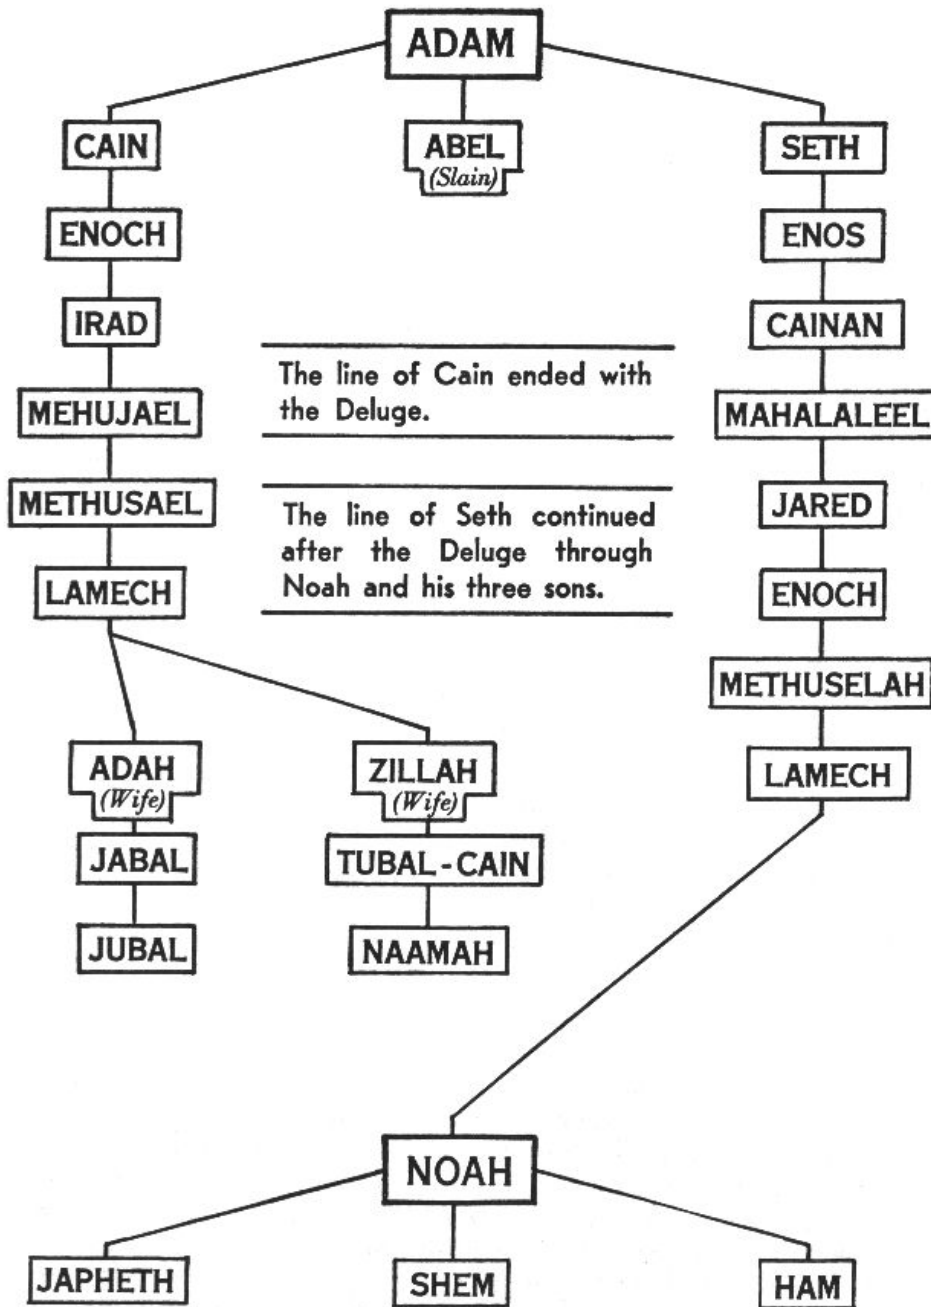 ADAM
CAIN
ABEL
(Slain)
SETH
ENOCH
ENOS
IRAD
CAINAN
The line of Cain ended with
the Deluge.
MEHUJAEL
MAHALALEEL
METHUSAEL
The line of Seth continued
after the Deluge through
Noah and his three sons.
JARED
LAMECH
ENOCH
METHUSELAH
ADAH
(Wife)
ZILLAH
(Wife)
LAMECH
JABAL
TUBAL-CAIN
JUBAL
NAAMAH
NOAH
JAPHETH
SHEM
HAM